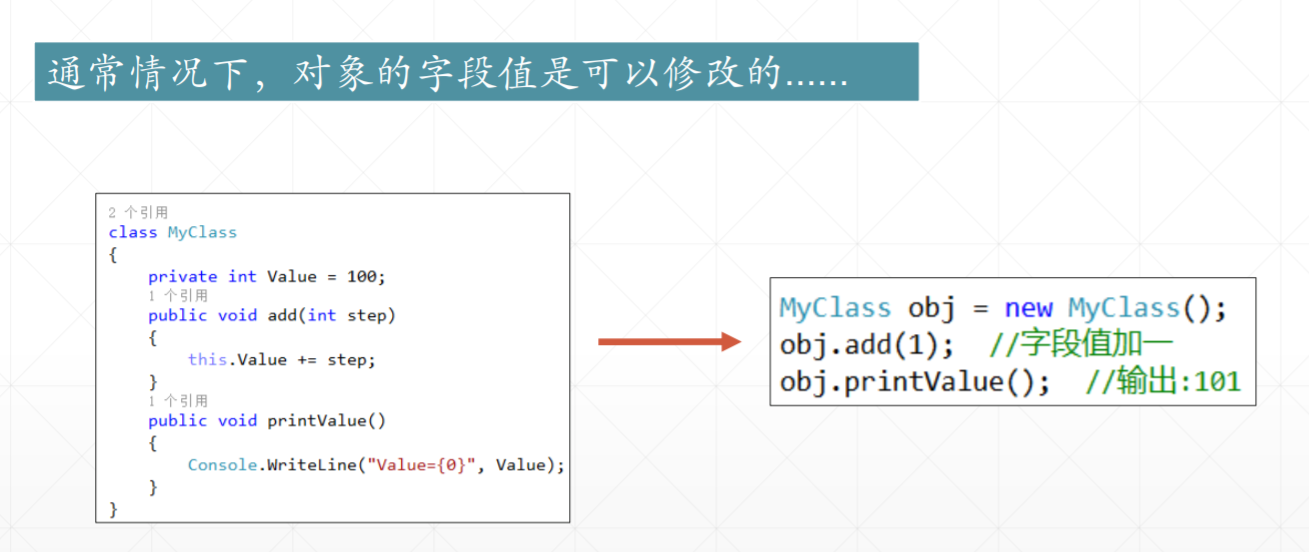 通常情况下，对象的字段值是可以修改的……
2 个引用
class MyClass
{
private int Value = 100;
1 个引用
public void add(int step)
{
this.Value += step;
}
1 个引用
public void printValue()
{
Console.WriteLine("Value={0}", Value);
}
}
MyClass obj = new MyClass();
obj.add(1);  //字段值加一
obj.printValue();  //输出:101